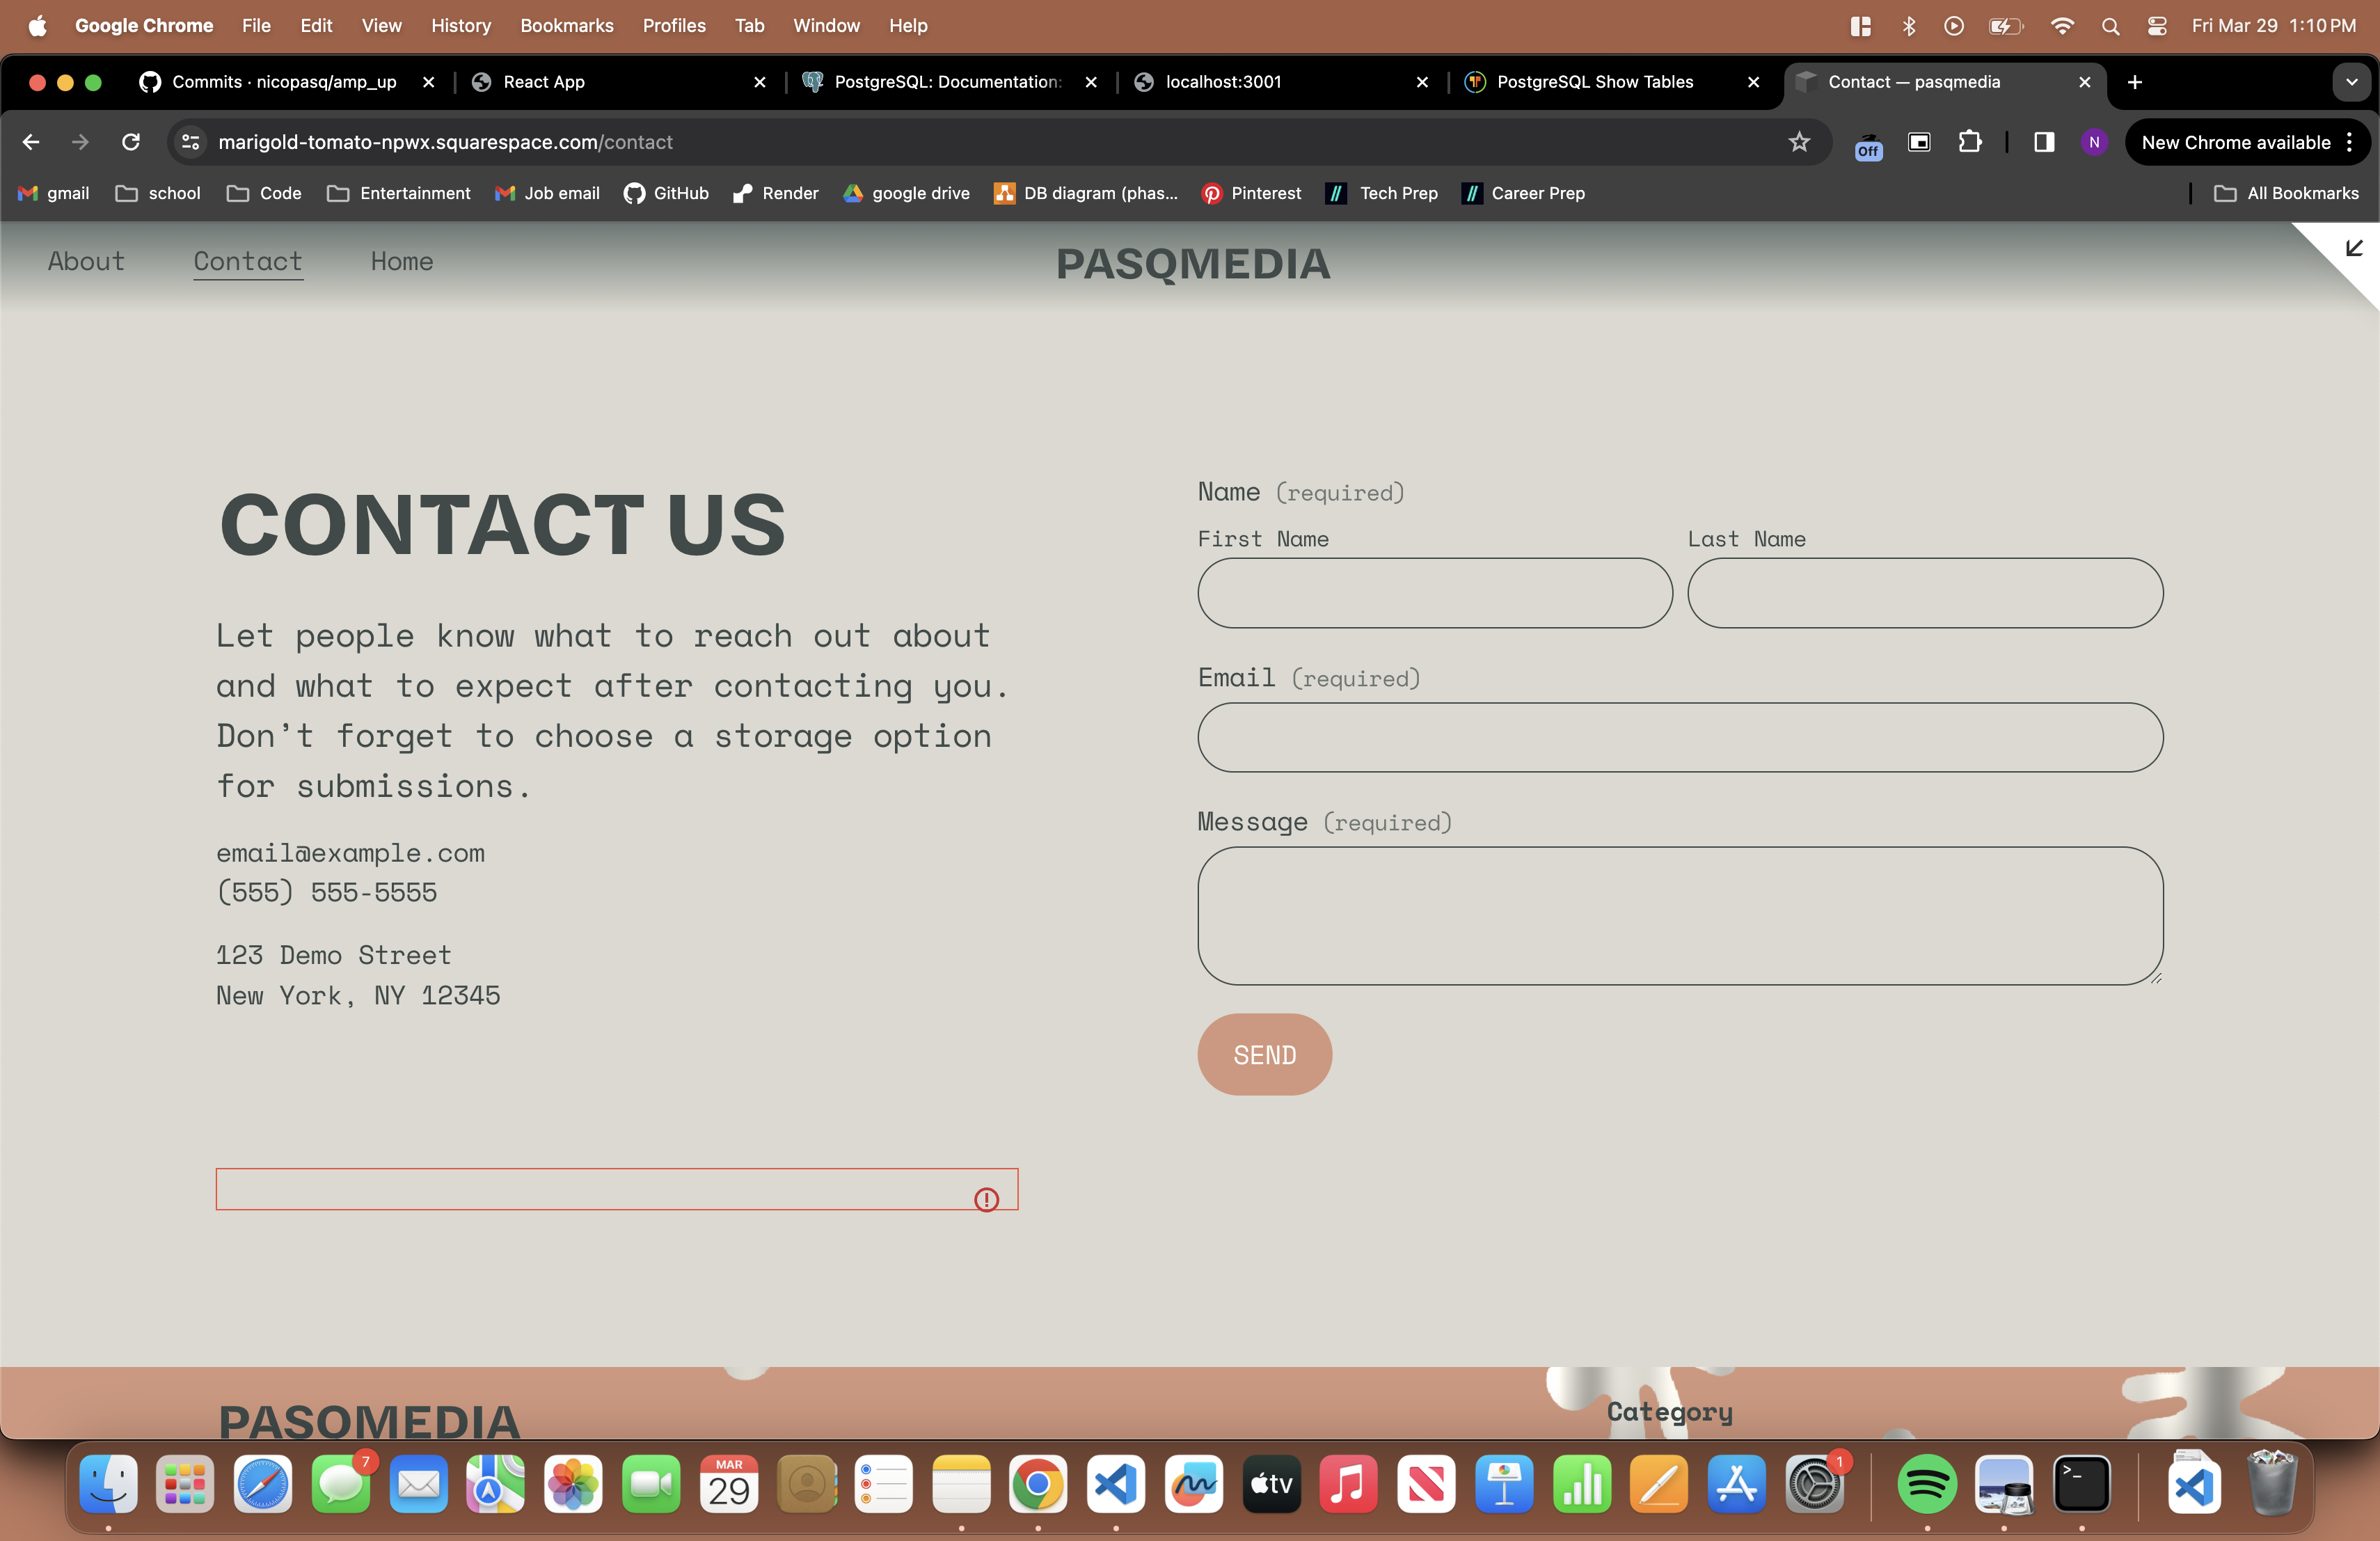 Google Chrome File Edit View History Bookmarks Profiles Tab Window Help Fri Mar 29 1:10 PM
Commits · nicopasq/amp_up React App PostgreSQL: Documentation: localhost:3001 PostgreSQL Show Tables Contact — pasqmedia
marigold-tomato-npwx.squarespace.com/contact Off N New Chrome available
gmail school Code Entertainment Job email GitHub Render google drive DB diagram (phas... Pinterest Tech Prep Career Prep All Bookmarks
About Contact Home PASQMEDIA
CONTACT US
Let people know what to reach out about
and what to expect after contacting you.
Don't forget to choose a storage option
for submissions.
email@example.com
(555) 555-5555
123 Demo Street
New York, NY 12345
Name (required)
First Name Last Name
Email (required)
Message (required)
SEND
PASQMEDIA
Category
7 MAR 29 tv 1